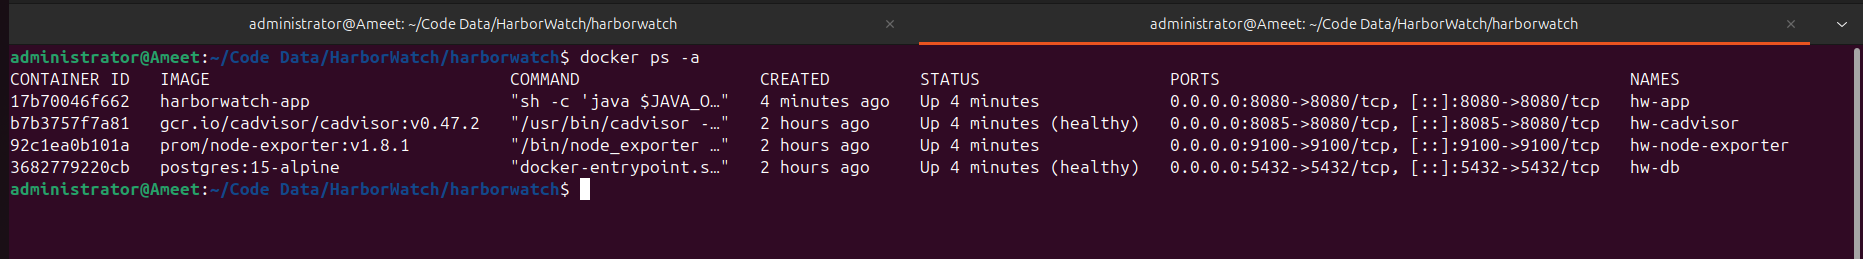 administrator@Ameet: ~/Code Data/HarborWatch/harborwatch × administrator@Ameet: ~/Code Data/HarborWatch/harborwatch ×
administrator@Ameet:~/Code Data/HarborWatch/harborwatch$ docker ps -a
CONTAINER ID   IMAGE                              COMMAND                  CREATED         STATUS                   PORTS                                         NAMES
17b70046f662   harborwatch-app                    "sh -c 'java $JAVA_O…"   4 minutes ago   Up 4 minutes             0.0.0.0:8080->8080/tcp, [::]:8080->8080/tcp   hw-app
b7b3757f7a81   gcr.io/cadvisor/cadvisor:v0.47.2   "/usr/bin/cadvisor -…"   2 hours ago     Up 4 minutes (healthy)   0.0.0.0:8085->8080/tcp, [::]:8085->8080/tcp   hw-cadvisor
92c1ea0b101a   prom/node-exporter:v1.8.1          "/bin/node_exporter …"   2 hours ago     Up 4 minutes             0.0.0.0:9100->9100/tcp, [::]:9100->9100/tcp   hw-node-exporter
3682779220cb   postgres:15-alpine                 "docker-entrypoint.s…"   2 hours ago     Up 4 minutes (healthy)   0.0.0.0:5432->5432/tcp, [::]:5432->5432/tcp   hw-db
administrator@Ameet:~/Code Data/HarborWatch/harborwatch$